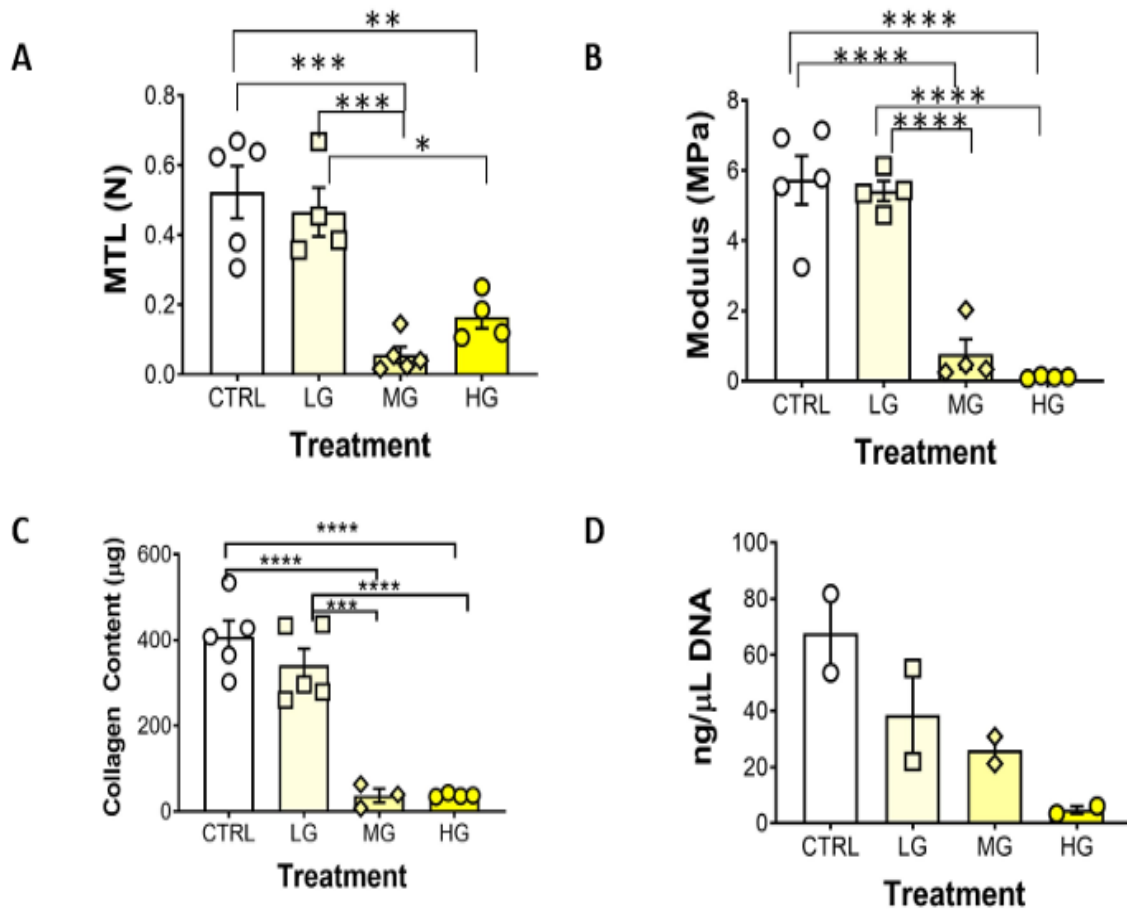 A
**
***
***
*
MTL (N)
0.8
0.6
0.4
0.2
0.0
CTRL LG MG HG
Treatment
B
****
****
****
****
Modulus (MPa)
8
6
4
2
0
CTRL LG MG HG
Treatment
C
****
****
****
***
Collagen Content (μg)
600
400
200
0
CTRL LG MG HG
Treatment
D
ng/μL DNA
100
80
60
40
20
0
CTRL LG MG HG
Treatment